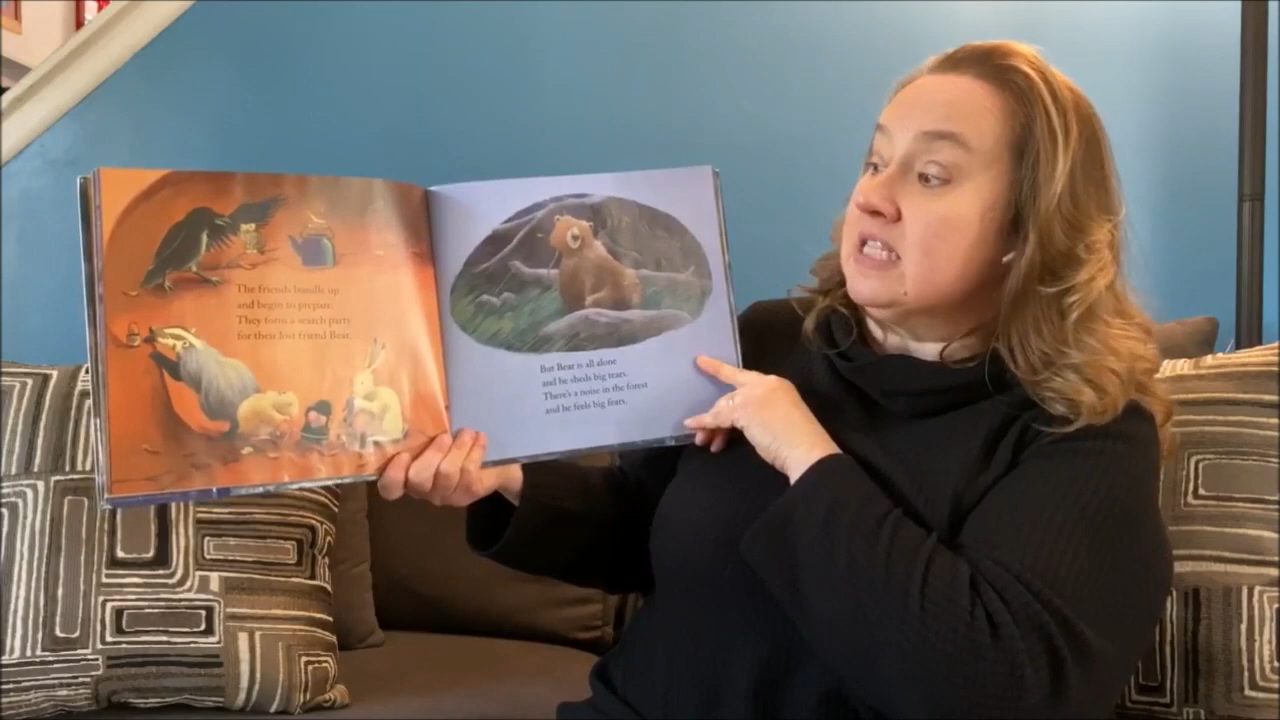 The friends bundle up
and begin to prepare.
They form a search party
for their lost friend Bear.
But Bear is all alone
and he sheds big tears.
There's a noise in the forest
and he feels big fears.